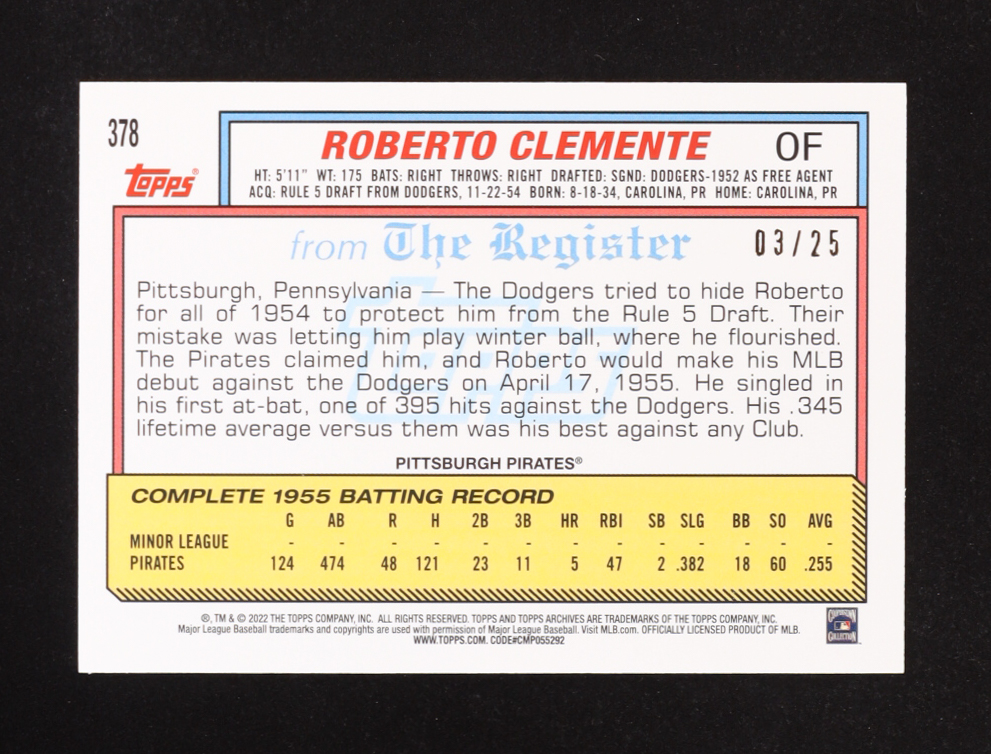 378
ROBERTO CLEMENTE OF
Topps®
HT: 5'11" WT: 175 BATS: RIGHT THROWS: RIGHT DRAFTED: SGND: DODGERS-1952 AS FREE AGENT
ACQ: RULE 5 DRAFT FROM DODGERS, 11-22-54 BORN: 8-18-34, CAROLINA, PR HOME: CAROLINA, PR
from The Register 03/25
Pittsburgh, Pennsylvania — The Dodgers tried to hide Roberto
for all of 1954 to protect him from the Rule 5 Draft. Their
mistake was letting him play winter ball, where he flourished.
The Pirates claimed him, and Roberto would make his MLB
debut against the Dodgers on April 17, 1955. He singled in
his first at-bat, one of 395 hits against the Dodgers. His .345
lifetime average versus them was his best against any Club.
PITTSBURGH PIRATES®
COMPLETE 1955 BATTING RECORD
G AB R H 2B 3B HR RBI SB SLG BB SO AVG
MINOR LEAGUE - - - - - - - - - - - - -
PIRATES 124 474 48 121 23 11 5 47 2 .382 18 60 .255
®, TM & © 2022 THE TOPPS COMPANY, INC. ALL RIGHTS RESERVED. TOPPS AND TOPPS ARCHIVES ARE TRADEMARKS OF THE TOPPS COMPANY, INC.
Major League Baseball trademarks and copyrights are used with permission of Major League Baseball. Visit MLB.com. OFFICIALLY LICENSED PRODUCT OF MLB.
WWW.TOPPS.COM. CODE#CMP055292
COOPERSTOWN
COLLECTION